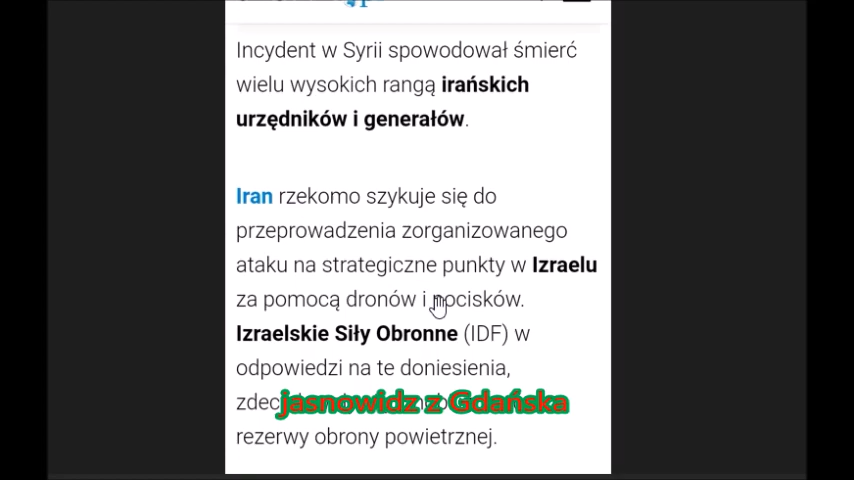 Incydent w Syrii spowodował śmierć
wielu wysokich rangą irańskich
urzędników i generałów.
Iran rzekomo szykuje się do
przeprowadzenia zorganizowanego
ataku na strategiczne punkty w Izraelu
za pomocą dronów i pocisków.
Izraelskie Siły Obronne (IDF) w
odpowiedzi na te doniesienia,
jasnowidz z Gdańska
rezerwy obrony powietrznej.